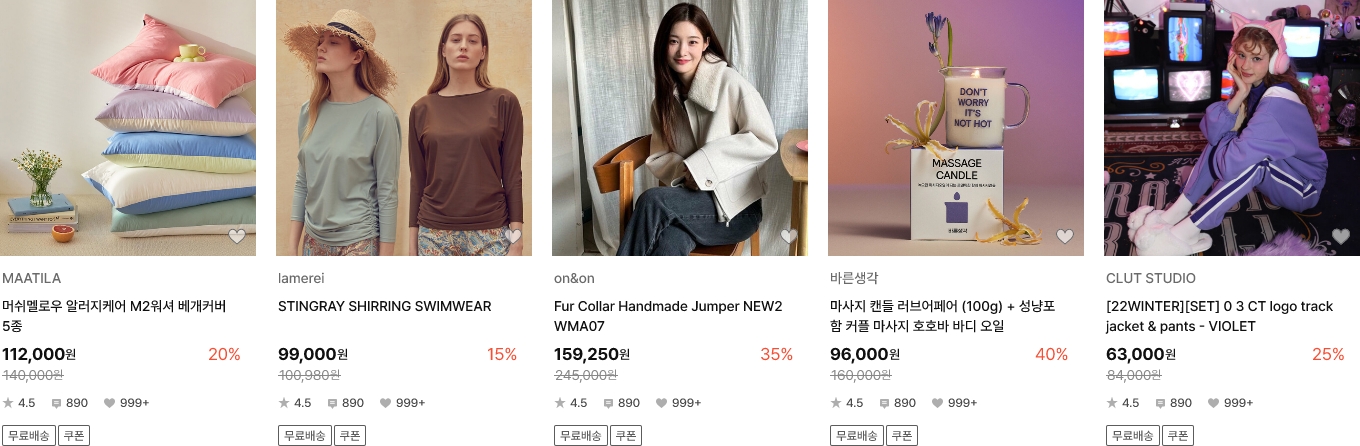 DON'T
WORRY
IT'S
NOT HOT
MASSAGE
CANDLE
바른생각
MAATILA
머쉬멜로우 알러지케어 M2워셔 베개커버
5종
112,000원 20%
140,000원
4.5 890 999+
무료배송 쿠폰
lamerei
STINGRAY SHIRRING SWIMWEAR
99,000원 15%
100,980원
4.5 890 999+
무료배송 쿠폰
on&on
Fur Collar Handmade Jumper NEW2
WMA07
159,250원 35%
245,000원
4.5 890 999+
무료배송 쿠폰
바른생각
마사지 캔들 러브어페어 (100g) + 성냥포
함 커플 마사지 호호바 바디 오일
96,000원 40%
160,000원
4.5 890 999+
무료배송 쿠폰
CLUT STUDIO
[22WINTER][SET] 0 3 CT logo track
jacket & pants - VIOLET
63,000원 25%
84,000원
4.5 890 999+
무료배송 쿠폰